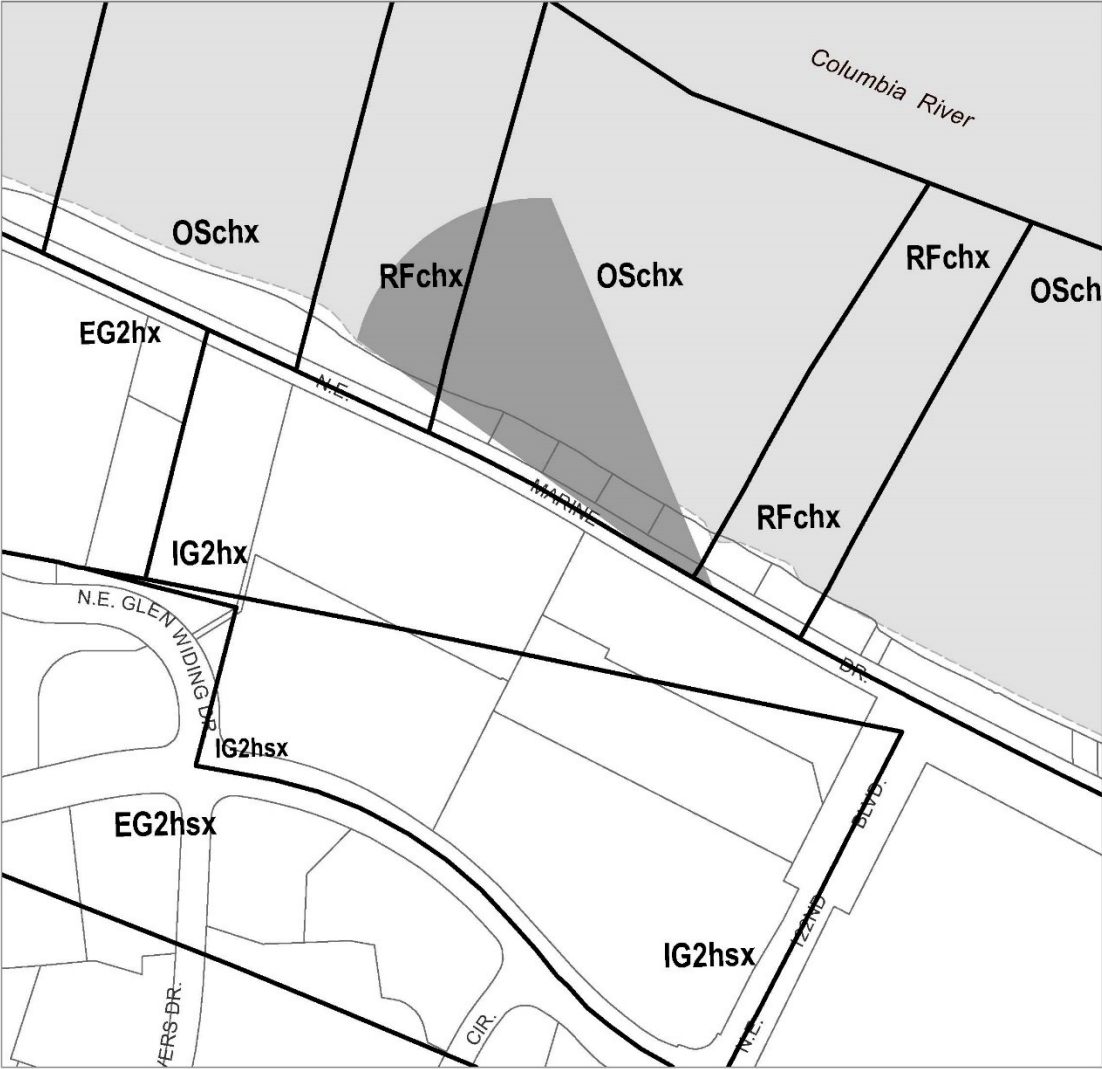 Columbia River
OSchx
RFchx
OSchx
RFchx
OSch
EG2hx
N.E.
MARINE
RFchx
IG2hx
N.E. GLEN WIDING DR.
DR.
IG2hsx
EG2hsx
BLVD.
122ND
IG2hsx
N.E.
CIR.
VERS DR.